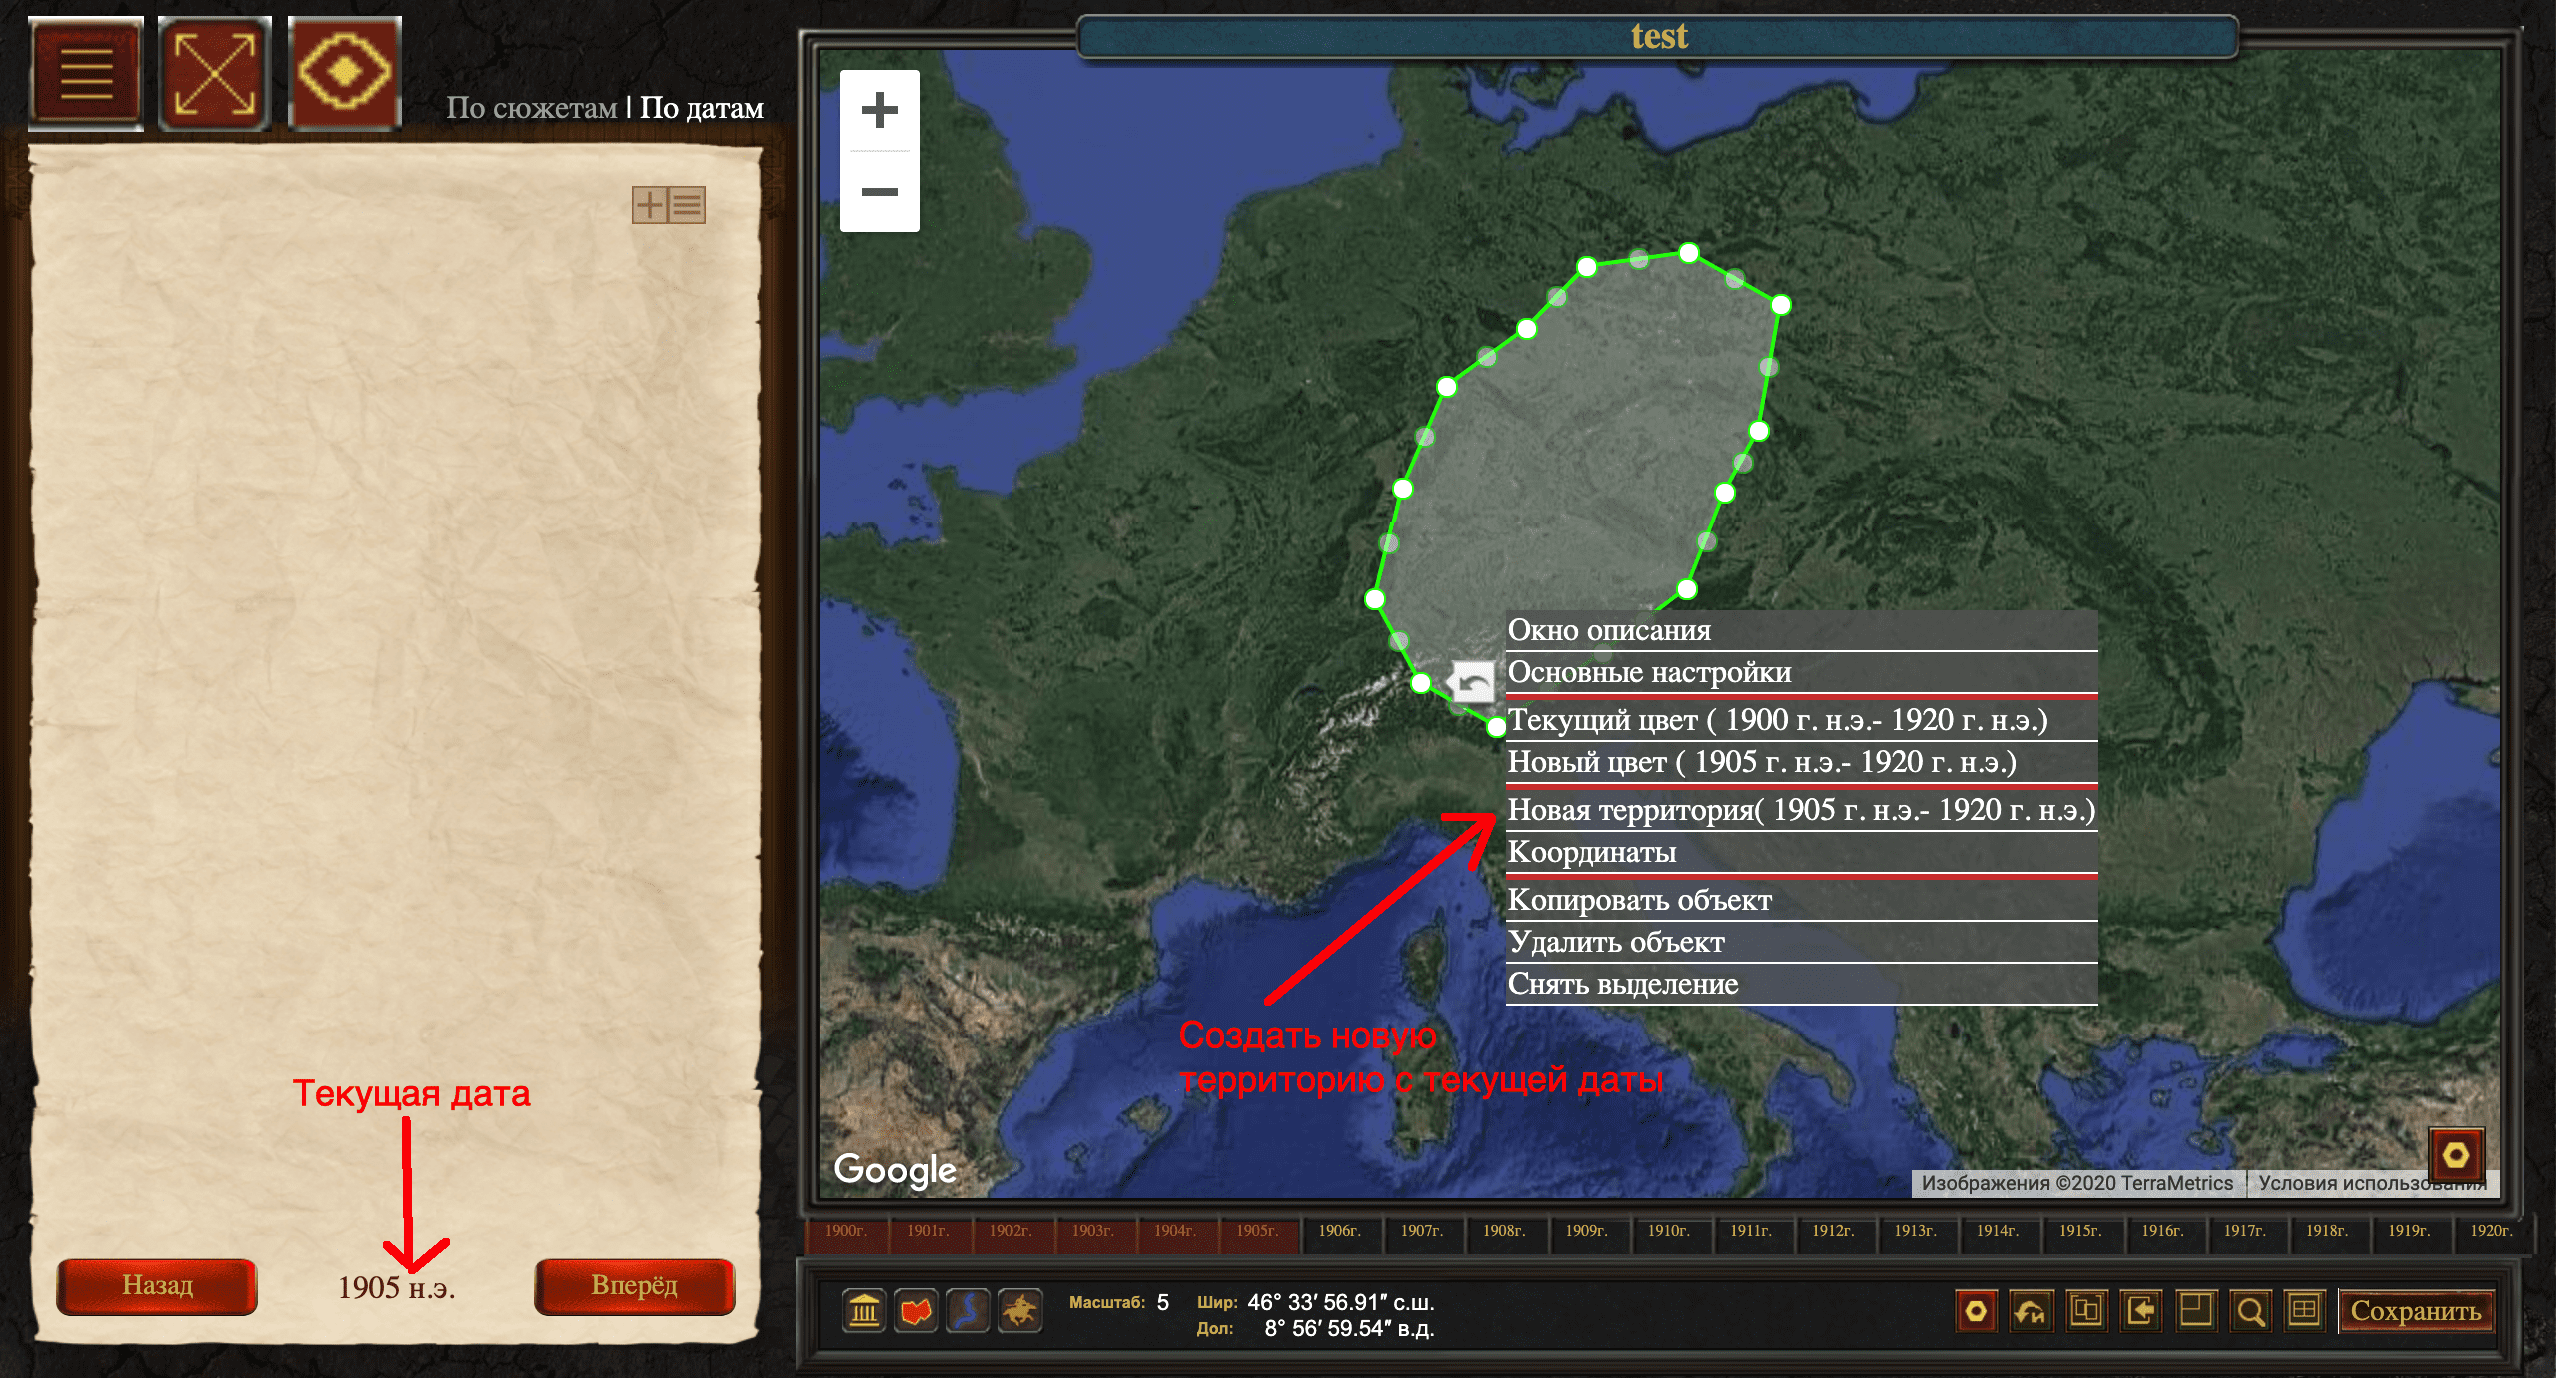 test
По сюжетам | По датам
Окно описания
Основные настройки
Текущий цвет ( 1900 г. н.э.- 1920 г. н.э.)
Новый цвет ( 1905 г. н.э.- 1920 г. н.э.)
Новая территория( 1905 г. н.э.- 1920 г. н.э.)
Координаты
Копировать объект
Удалить объект
Снять выделение
Создать новую
территорию с текущей даты
Текущая дата
Google
Изображения ©2020 TerraMetrics
Условия использования
1900г. 1901г. 1902г. 1903г. 1904г. 1905г. 1906г. 1907г. 1908г. 1909г. 1910г. 1911г. 1912г. 1913г. 1914г. 1915г. 1916г. 1917г. 1918г. 1919г. 1920г.
Назад
1905 н.э.
Вперёд
Масштаб: 5
Шир: 46° 33′ 56.91″ с.ш.
Дол: 8° 56′ 59.54″ в.д.
Сохранить